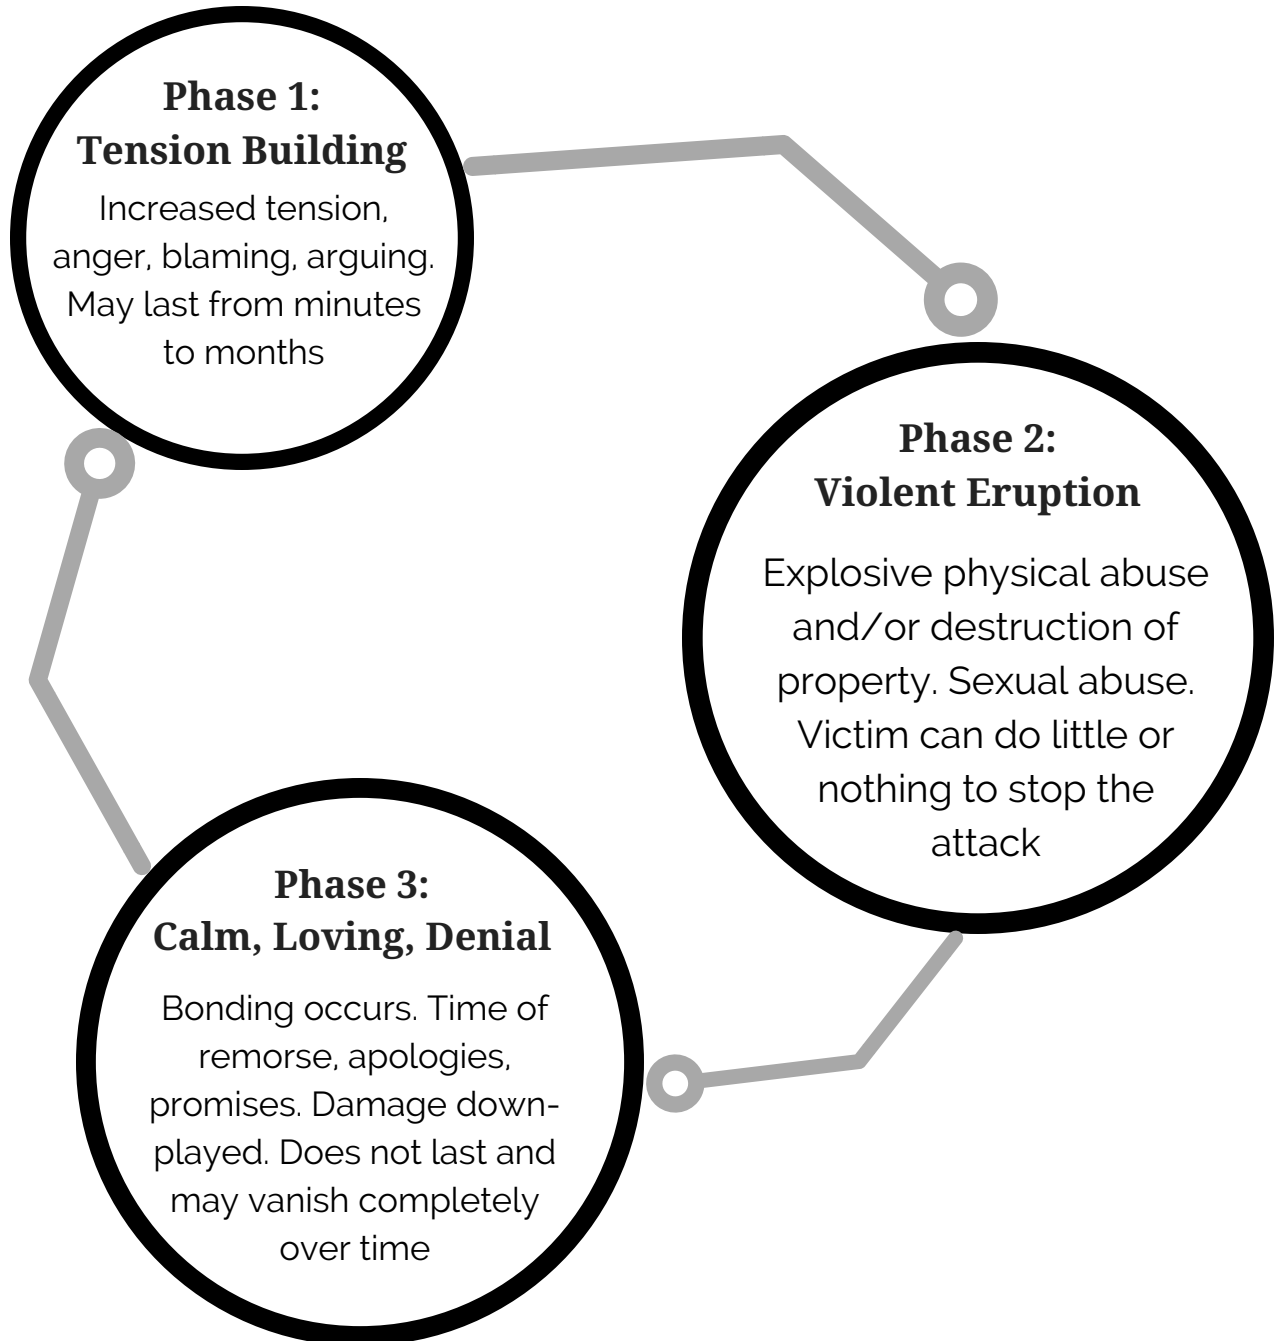 Phase 1:
Tension Building
Increased tension,
anger, blaming, arguing.
May last from minutes
to months
Phase 2:
Violent Eruption
Explosive physical abuse
and/or destruction of
property. Sexual abuse.
Victim can do little or
nothing to stop the
attack
Phase 3:
Calm, Loving, Denial
Bonding occurs. Time of
remorse, apologies,
promises. Damage down-
played. Does not last and
may vanish completely
over time